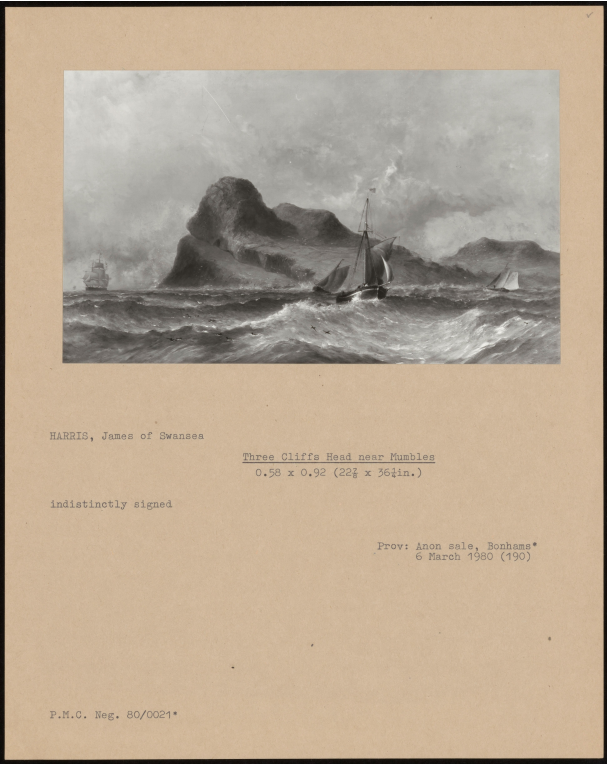 HARRIS, James of Swansea
Three Cliffs Head near Mumbles
0.58 x 0.92 (22⅞ x 36¼in.)
indistinctly signed
Prov: Anon sale, Bonhams*
6 March 1980 (190)
P.M.C. Neg. 80/0021*